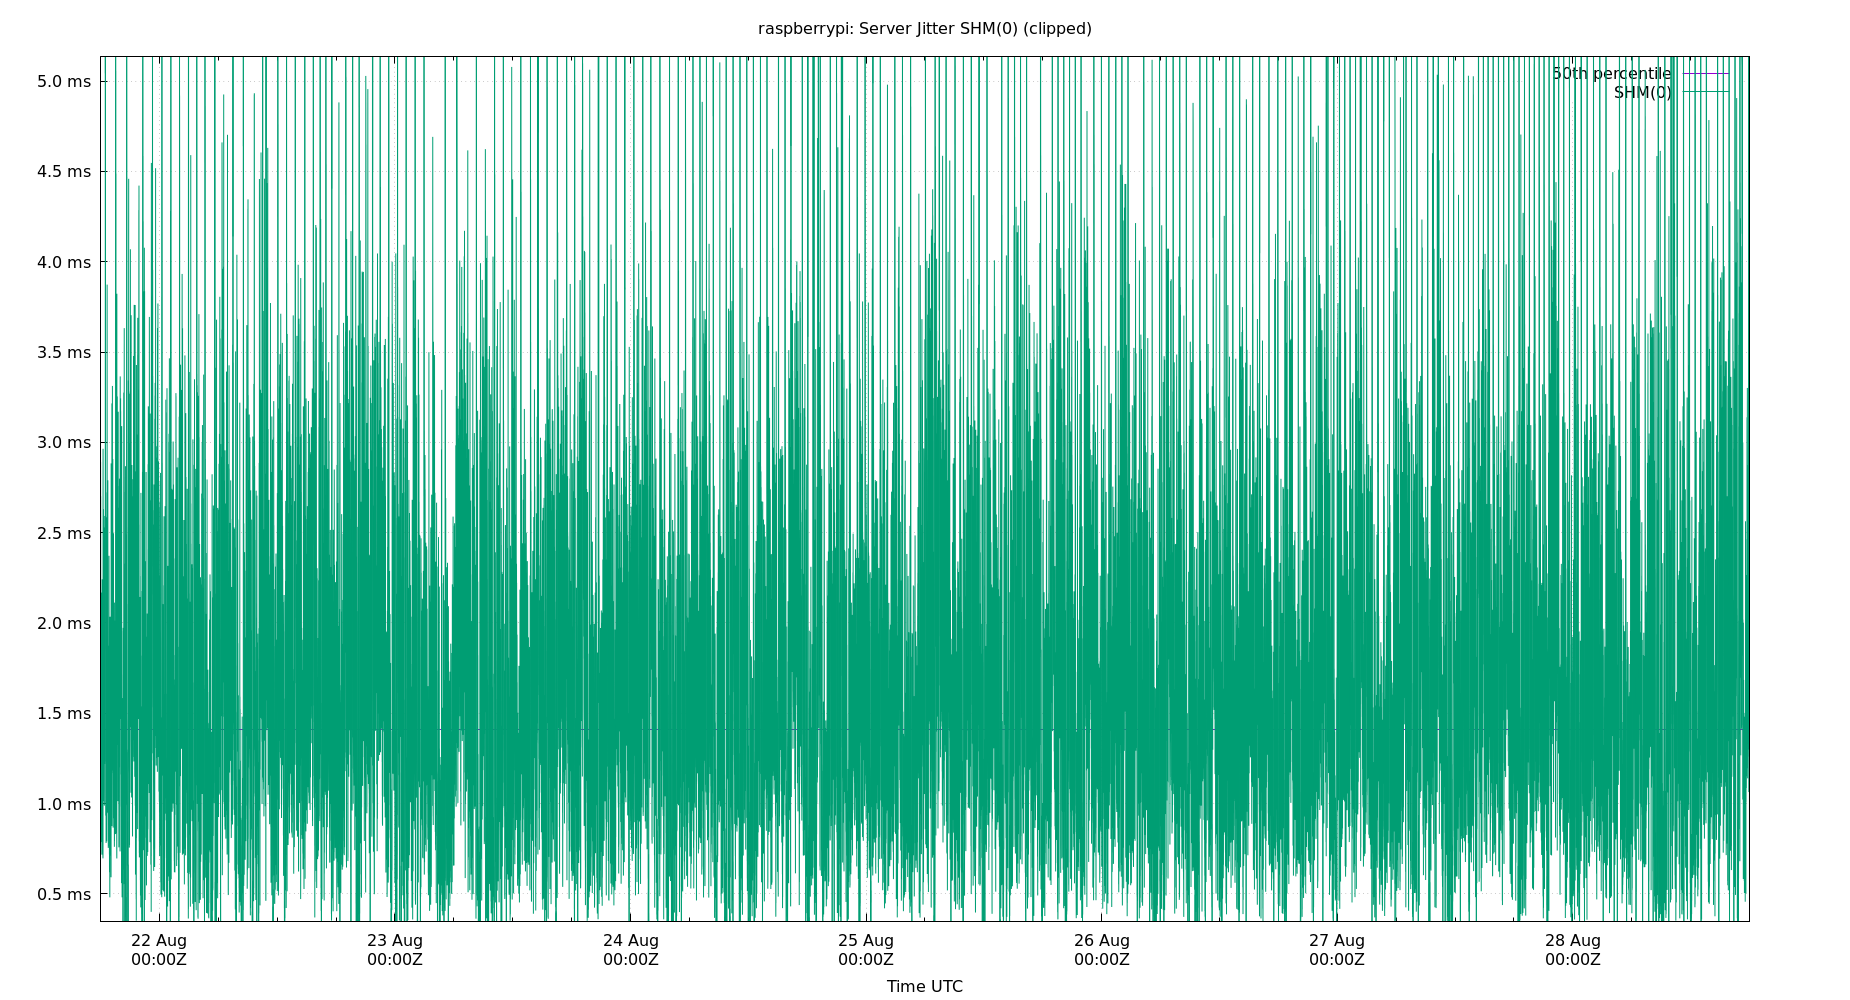 raspberrypi: Server Jitter SHM(0) (clipped)
50th percentile
SHM(0)
5.0 ms
4.5 ms
4.0 ms
3.5 ms
3.0 ms
2.5 ms
2.0 ms
1.5 ms
1.0 ms
0.5 ms
22 Aug 23 Aug 24 Aug 25 Aug 26 Aug 27 Aug 28 Aug
00:00Z 00:00Z 00:00Z 00:00Z 00:00Z 00:00Z 00:00Z
Time UTC